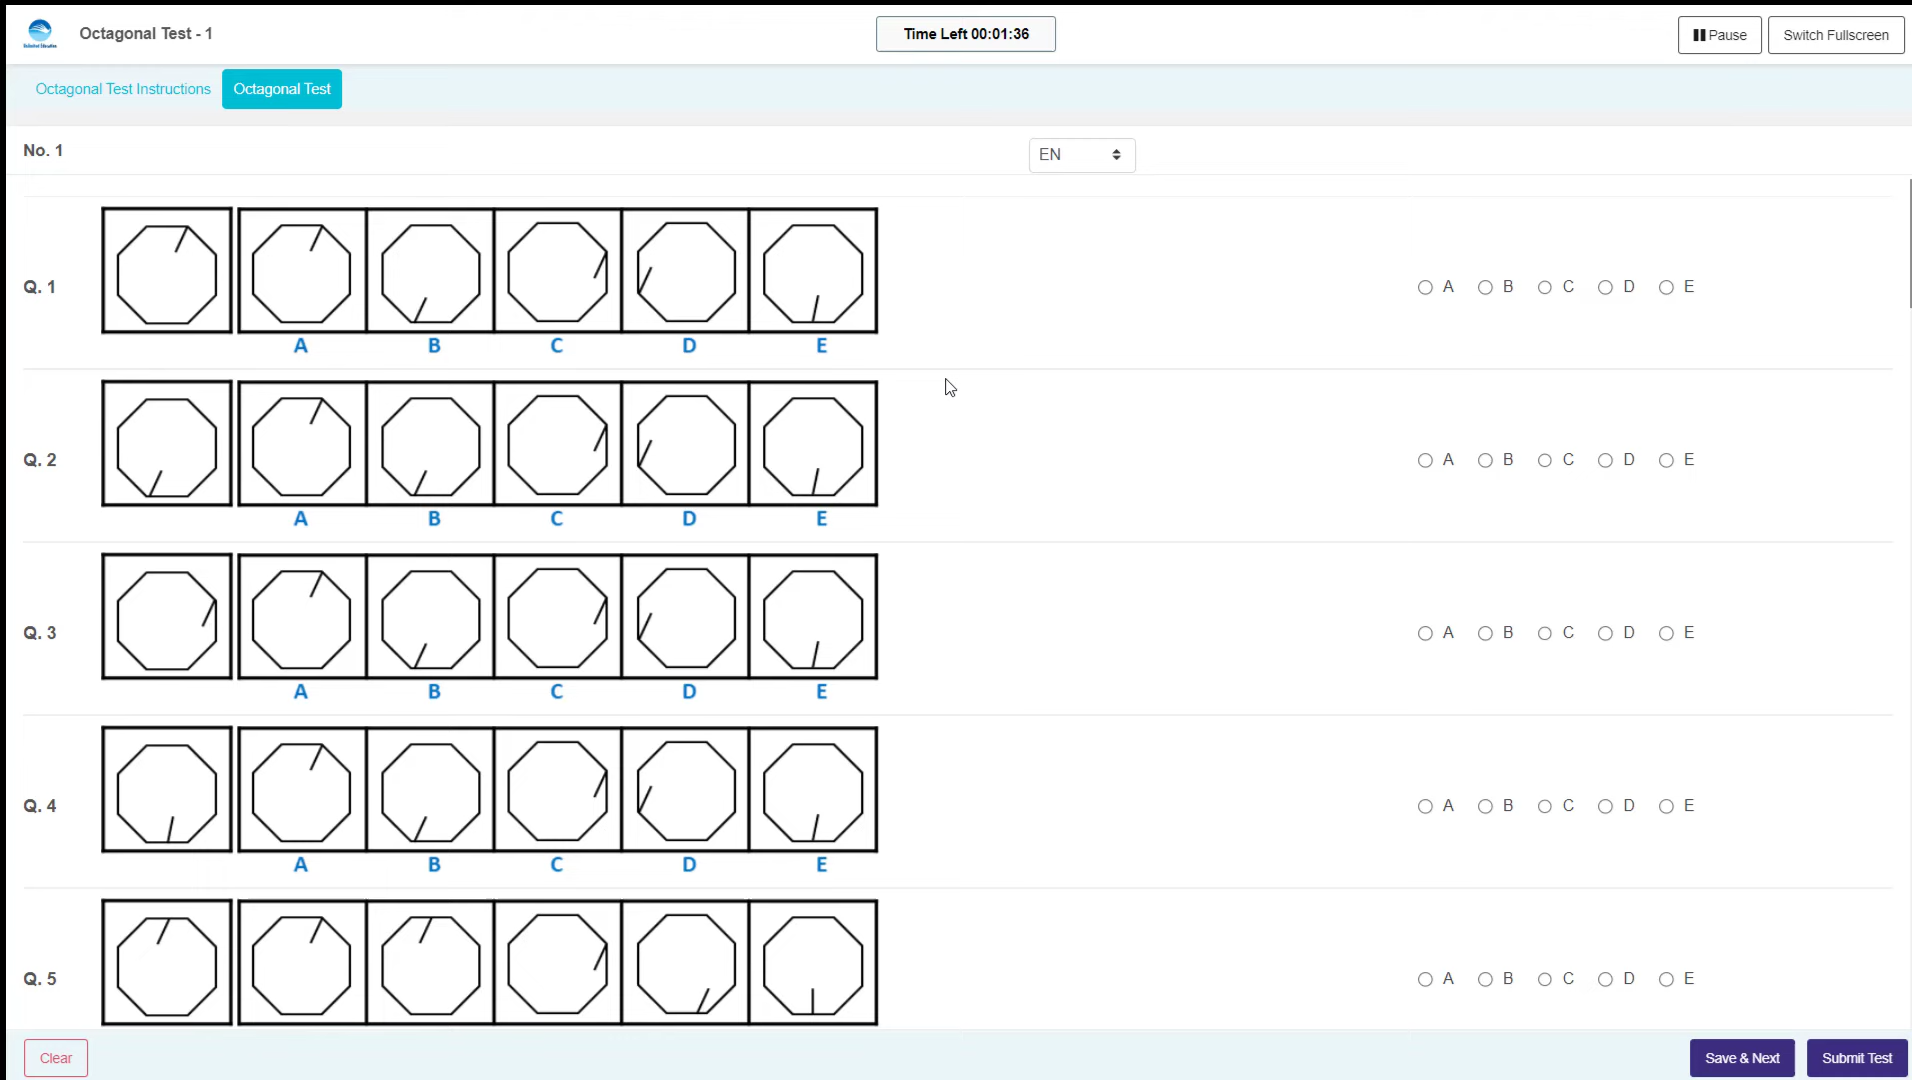 Octagonal Test - 1
Time Left 00:01:36
Pause
Switch Fullscreen
Octagonal Test Instructions
Octagonal Test
No. 1
EN
Q. 1
A B C D E
A B C D E
Q. 2
A B C D E
A B C D E
Q. 3
A B C D E
A B C D E
Q. 4
A B C D E
A B C D E
Q. 5
A B C D E
Clear
Save & Next
Submit Test